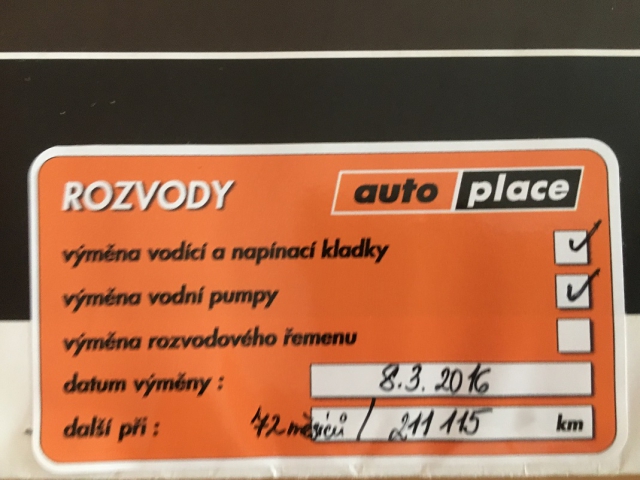 ROZVODY auto place
výměna vodící a napínací kladky
výměna vodní pumpy
výměna rozvodového řemenu
datum výměny : 8.3.2016
další při : 72 měsíců / 211 115 km